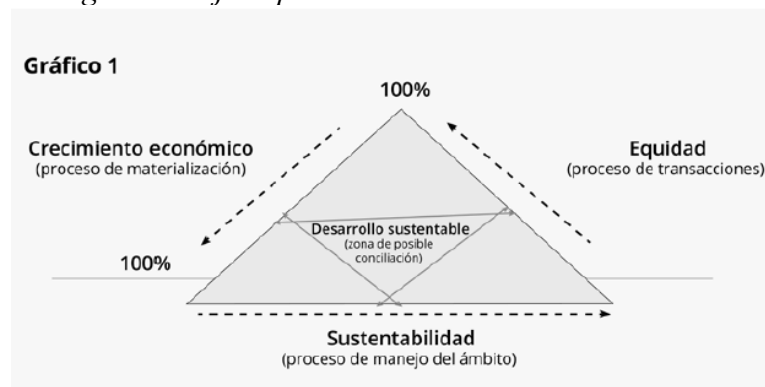 Gráfico 1
100%
Crecimiento económico
(proceso de materialización)
Equidad
(proceso de transacciones)
Desarrollo sustentable
(zona de posible
conciliación)
100%
Sustentabilidad
(proceso de manejo del ámbito)